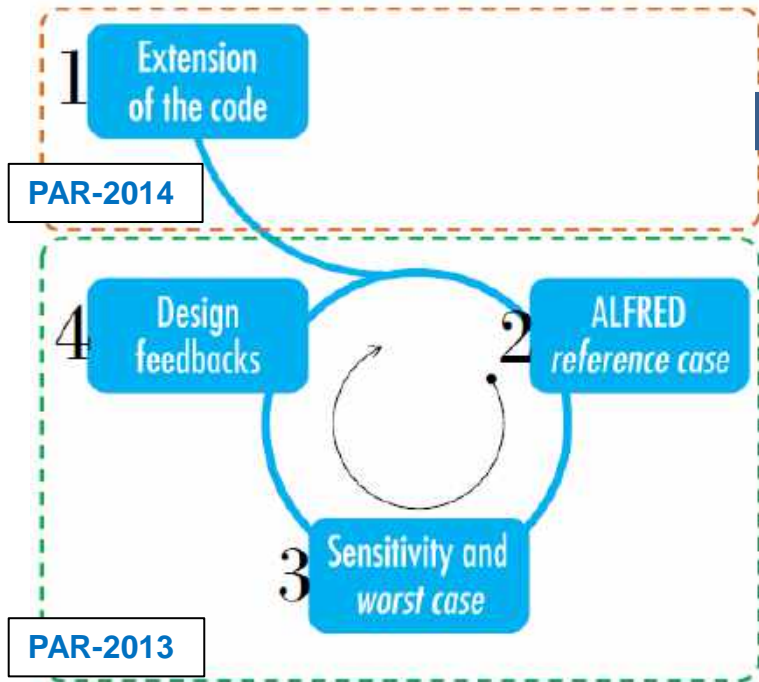 1
Extension
of the code
PAR-2014
4
Design
feedbacks
2
ALFRED
reference case
3
Sensitivity and
worst case
PAR-2013